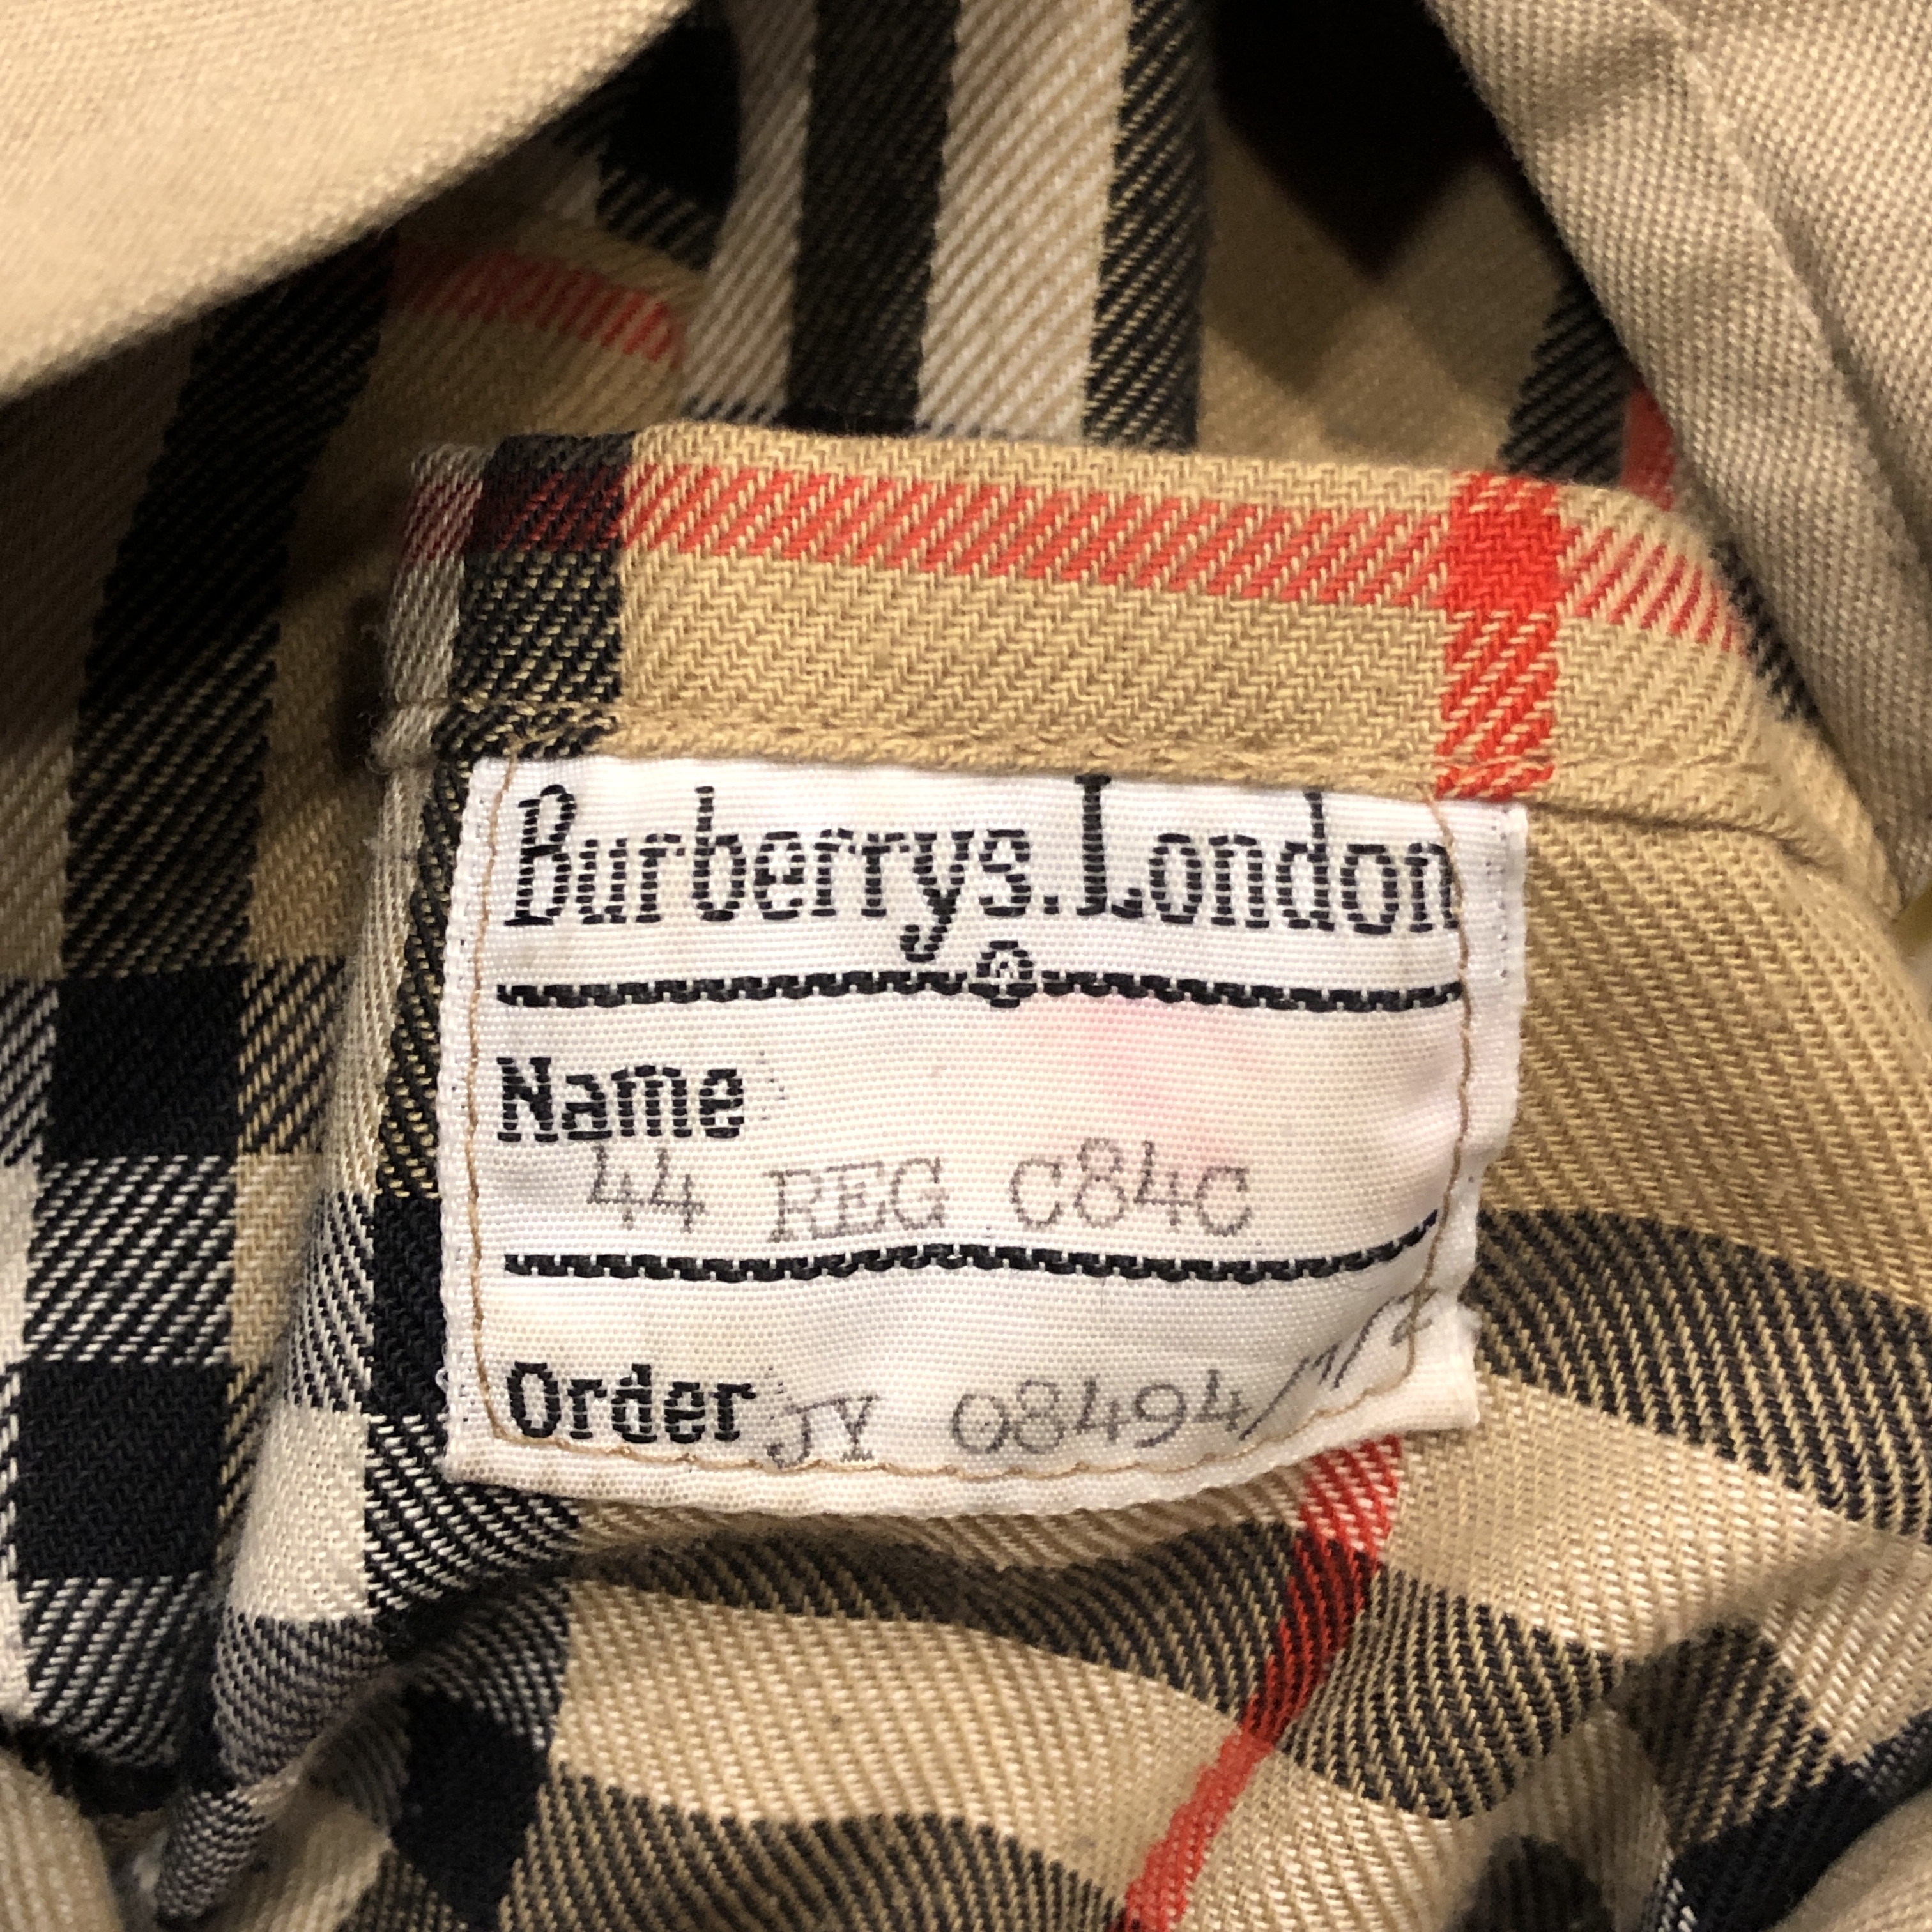 Burberrys. London
Name
44 REG C84C
Order JY 08494/